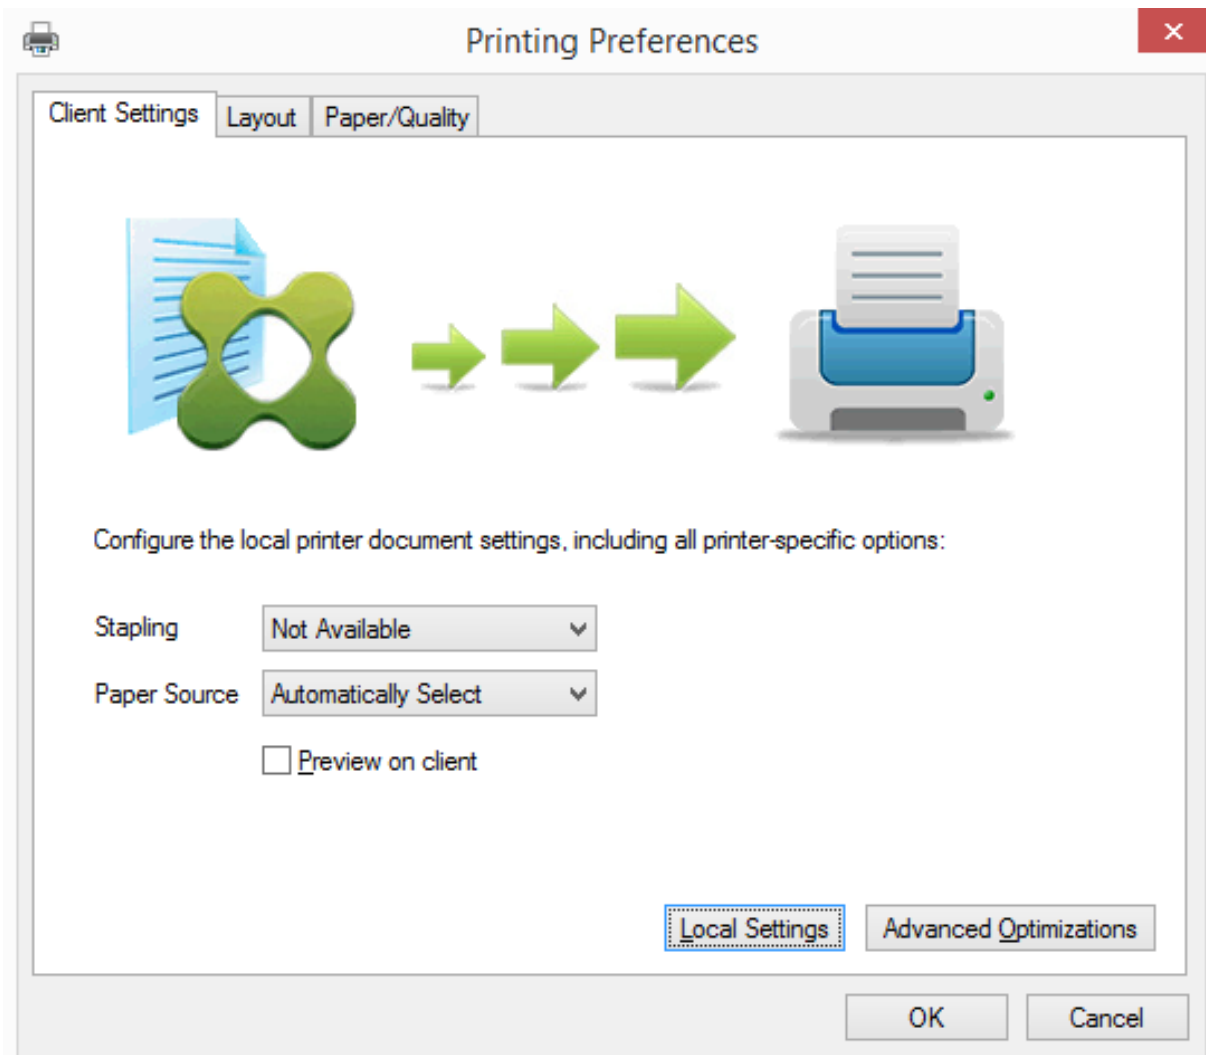 Printing Preferences
Client Settings
Layout
Paper/Quality
Configure the local printer document settings, including all printer-specific options:
Stapling
Not Available
Paper Source
Automatically Select
Preview on client
Local Settings
Advanced Optimizations
OK
Cancel